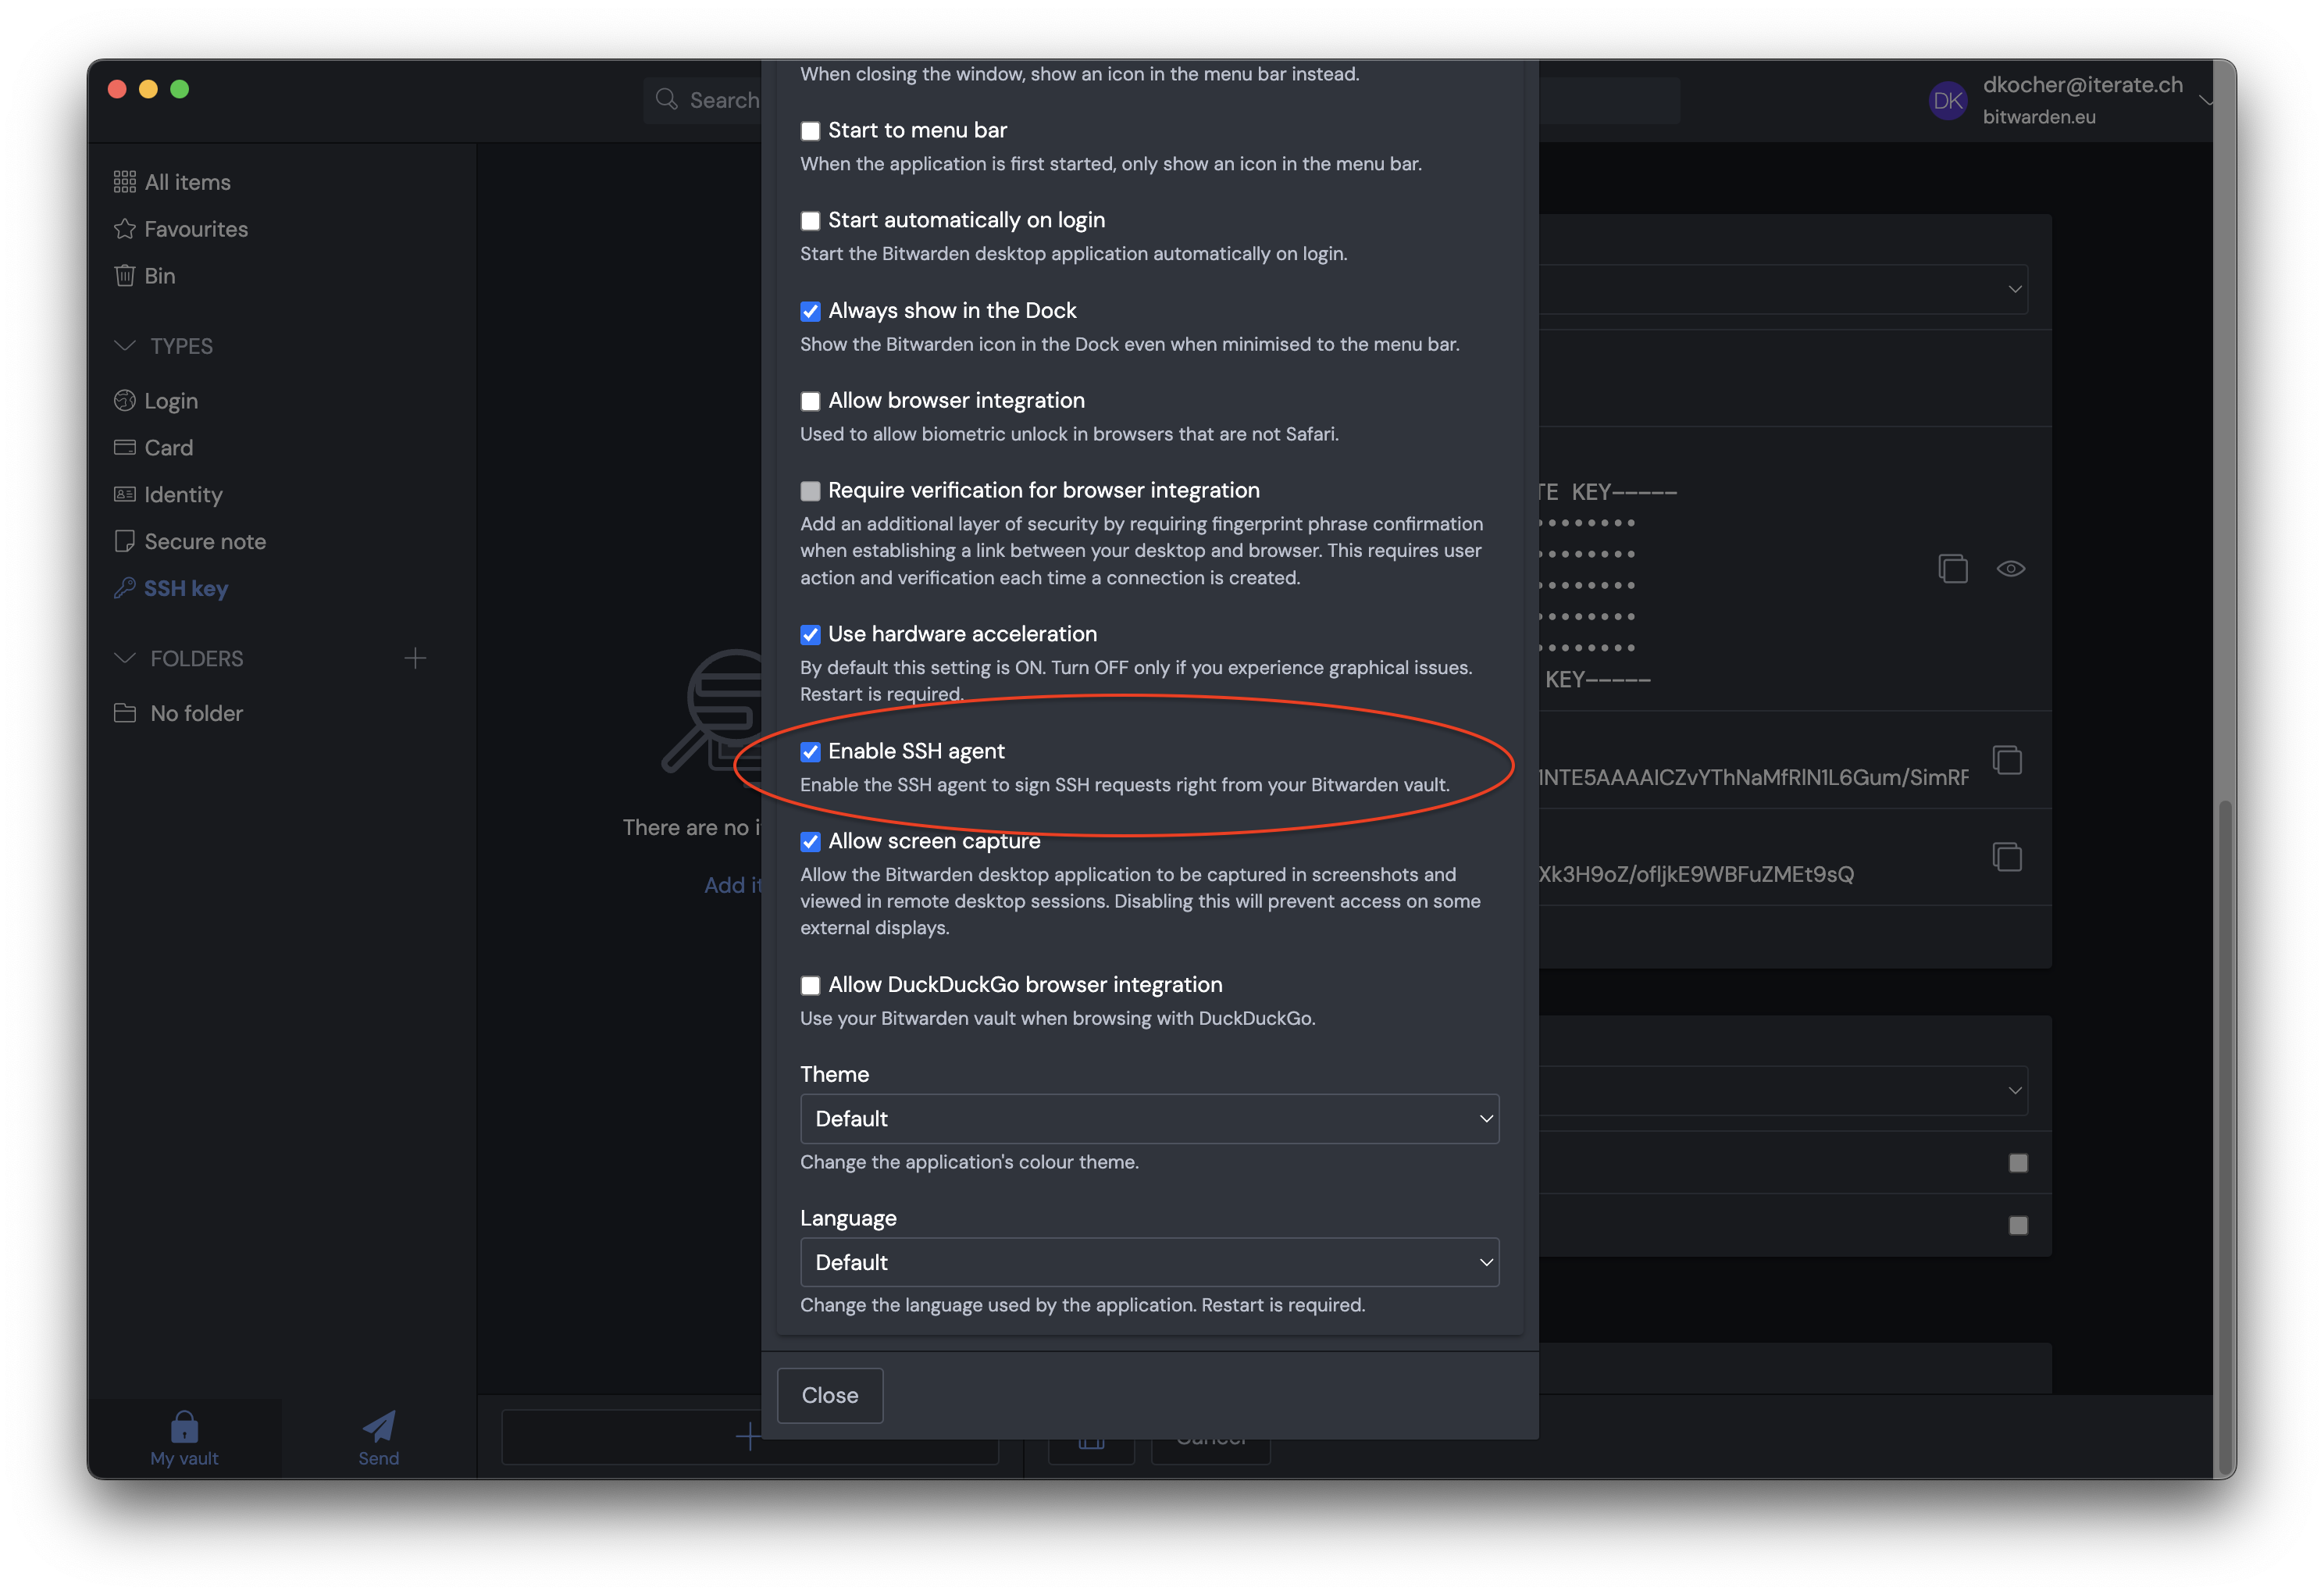 Search
DK
dkocher@iterate.ch
bitwarden.eu
All items
Favourites
Bin
TYPES
Login
Card
Identity
Secure note
SSH key
FOLDERS
No folder
My vault
Send
There are no
Add
When closing the window, show an icon in the menu bar instead.
Start to menu bar
When the application is first started, only show an icon in the menu bar.
Start automatically on login
Start the Bitwarden desktop application automatically on login.
Always show in the Dock
Show the Bitwarden icon in the Dock even when minimised to the menu bar.
Allow browser integration
Used to allow biometric unlock in browsers that are not Safari.
Require verification for browser integration
Add an additional layer of security by requiring fingerprint phrase confirmation
when establishing a link between your desktop and browser. This requires user
action and verification each time a connection is created.
Use hardware acceleration
By default this setting is ON. Turn OFF only if you experience graphical issues.
Restart is required.
Enable SSH agent
Enable the SSH agent to sign SSH requests right from your Bitwarden vault.
Allow screen capture
Allow the Bitwarden desktop application to be captured in screenshots and
viewed in remote desktop sessions. Disabling this will prevent access on some
external displays.
Allow DuckDuckGo browser integration
Use your Bitwarden vault when browsing with DuckDuckGo.
Theme
Default
Change the application's colour theme.
Language
Default
Change the language used by the application. Restart is required.
Close
TE KEY-----
KEY-----